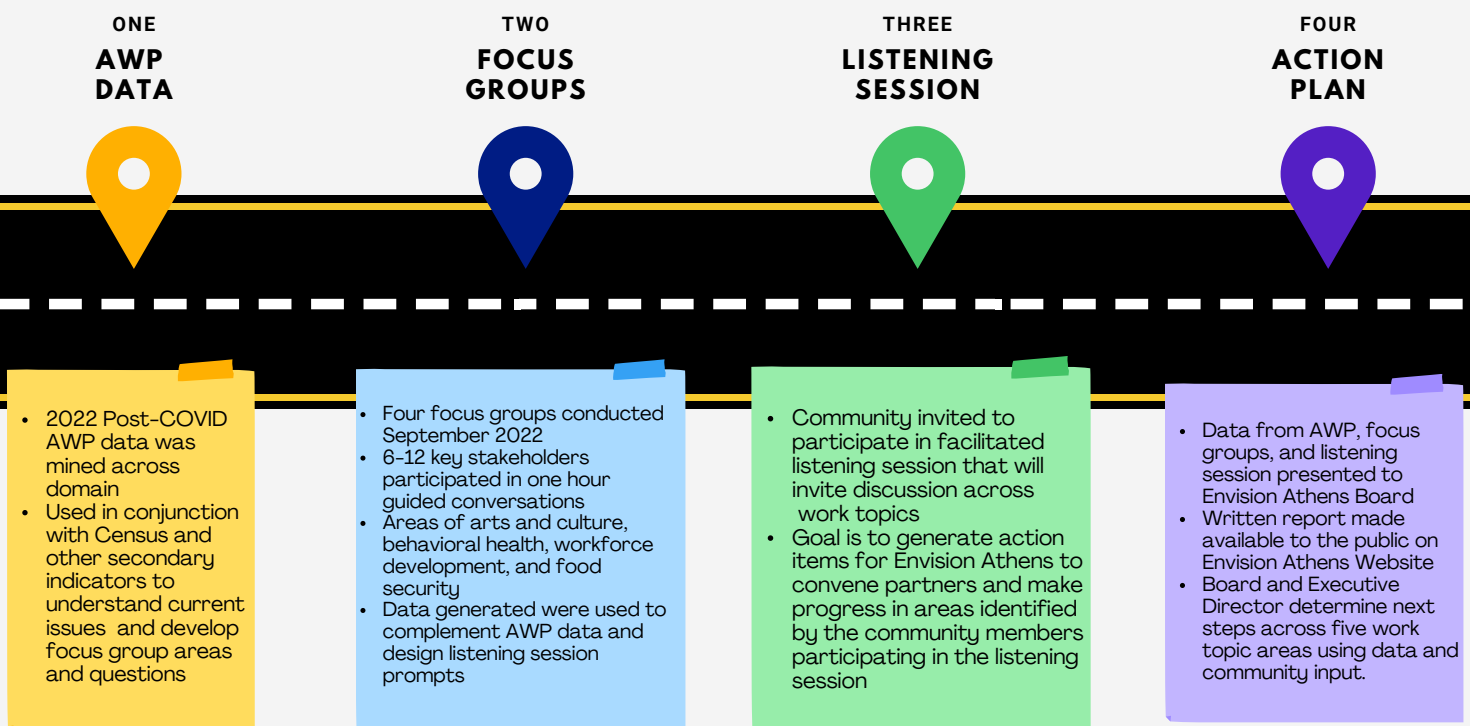 ONE
AWP
DATA
TWO
FOCUS
GROUPS
THREE
LISTENING
SESSION
FOUR
ACTION
PLAN
• 2022 Post-COVID
AWP data was
mined across
domain
• Used in conjunction
with Census and
other secondary
indicators to
understand current
issues and develop
focus group areas
and questions
• Four focus groups conducted
September 2022
• 6-12 key stakeholders
participated in one hour
guided conversations
• Areas of arts and culture,
behavioral health, workforce
development, and food
security
• Data generated were used to
complement AWP data and
design listening session
prompts
• Community invited to
participate in facilitated
listening session that will
invite discussion across
work topics
• Goal is to generate action
items for Envision Athens to
convene partners and make
progress in areas identified
by the community members
participating in the listening
session
• Data from AWP, focus
groups, and listening
session presented to
Envision Athens Board
• Written report made
available to the public on
Envision Athens Website
• Board and Executive
Director determine next
steps across five work
topic areas using data and
community input.